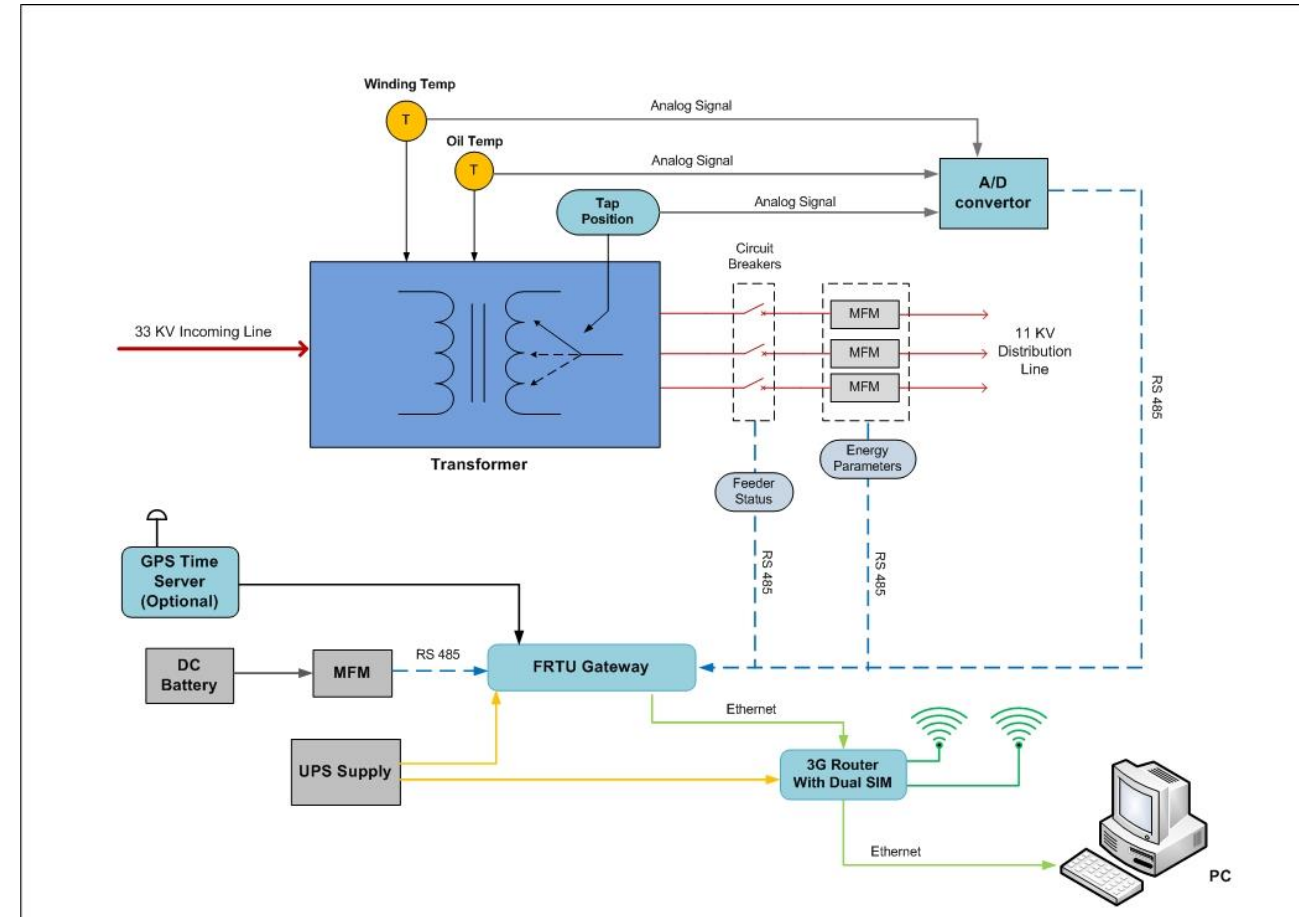 Winding Temp
T
Analog Signal
Oil Temp
T
Analog Signal
Tap
Position
Analog Signal
A/D
convertor
Circuit
Breakers
33 KV Incoming Line
MFM
MFM
MFM
11 KV
Distribution
Line
RS 485
Transformer
Feeder
Status
Energy
Parameters
RS 485
RS 485
GPS Time
Server
(Optional)
DC
Battery
MFM
RS 485
FRTU Gateway
Ethernet
UPS Supply
3G Router
With Dual SIM
Ethernet
PC